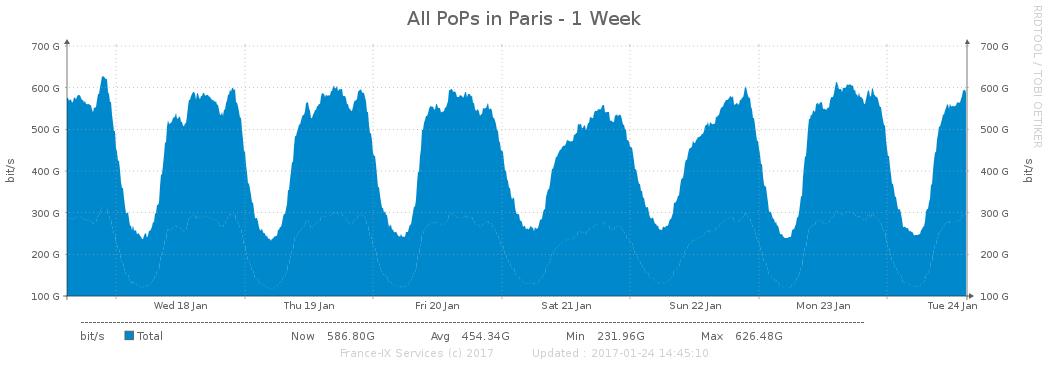 All PoPs in Paris - 1 Week
RRDTOOL / TOBI OETIKER
700 G 700 G
600 G 600 G
500 G 500 G
400 G 400 G
300 G 300 G
200 G 200 G
100 G 100 G
bit/s bit/s
Wed 18 Jan Thu 19 Jan Fri 20 Jan Sat 21 Jan Sun 22 Jan Mon 23 Jan Tue 24 Jan
bit/s Total Now 586.80G Avg 454.34G Min 231.96G Max 626.48G
France-IX Services (c) 2017 Updated : 2017-01-24 14:45:10